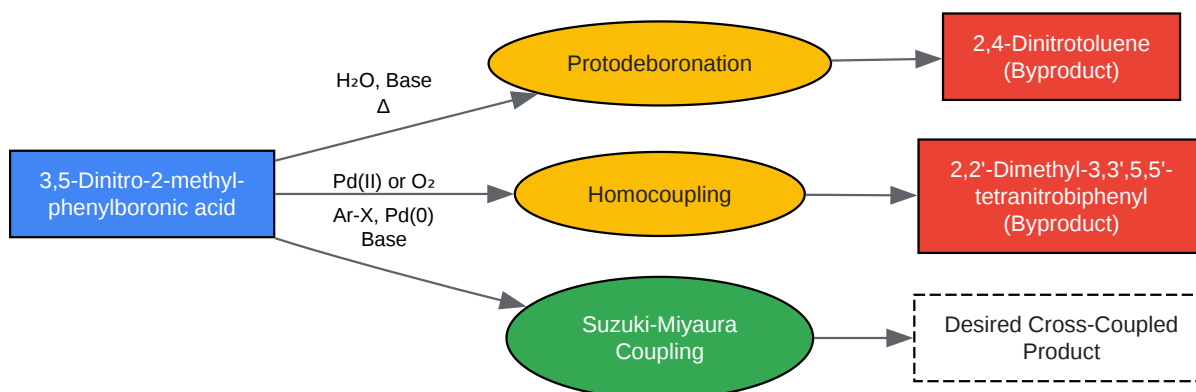 H₂O, Base
Δ
Protodeboronation
2,4-Dinitrotoluene
(Byproduct)
3,5-Dinitro-2-methyl-
phenylboronic acid
Pd(II) or O₂
Homocoupling
2,2'-Dimethyl-3,3',5,5'-
tetranitrobiphenyl
(Byproduct)
Ar-X, Pd(0)
Base
Suzuki-Miyaura
Coupling
Desired Cross-Coupled
Product